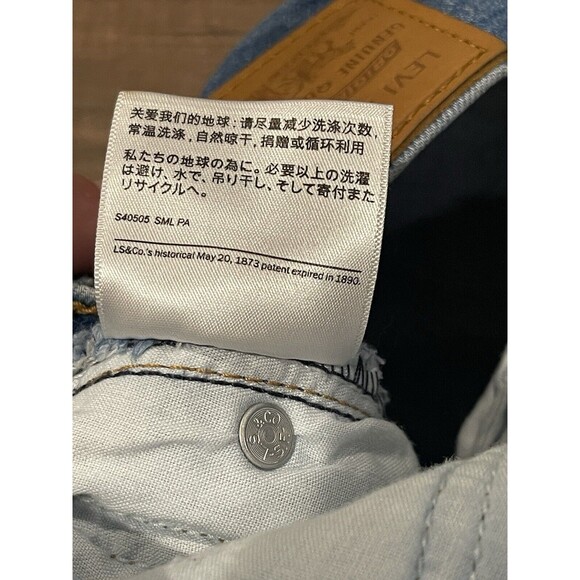 LEVI
GENUINE
关爱我们的地球:请尽量减少洗涤次数,
常温洗涤,自然晾干,捐赠或循环利用
私たちの地球の為に。必要以上の洗濯
は避け、水で、吊り干し、そして寄付また
リサイクルへ。
S40505 SML PA
LS&Co.'s historical May 20, 1873 patent expired in 1890.
S&CO